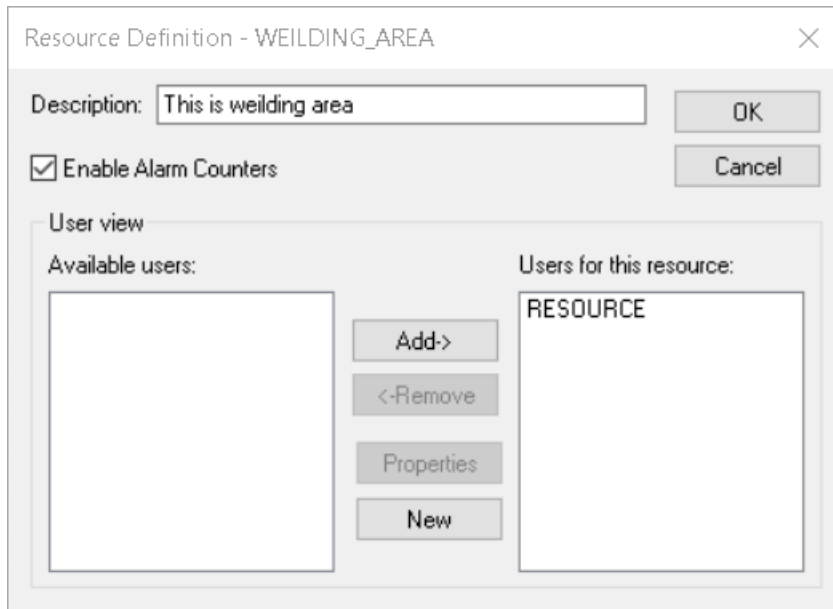 Resource Definition - WEILDING_AREA
Description: This is weilding area
OK
Enable Alarm Counters
Cancel
User view
Available users:
Users for this resource:
RESOURCE
Add->
<-Remove
Properties
New